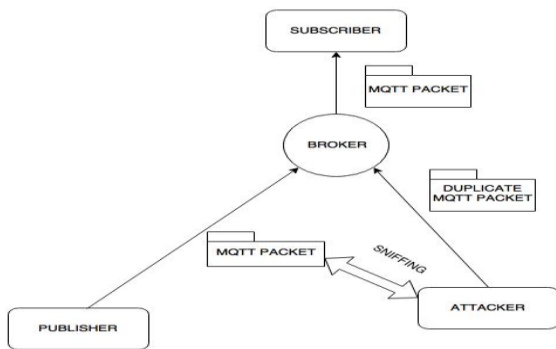 SUBSCRIBER
MQTT PACKET
BROKER
DUPLICATE
MQTT PACKET
SNIFFING
MQTT PACKET
ATTACKER
PUBLISHER